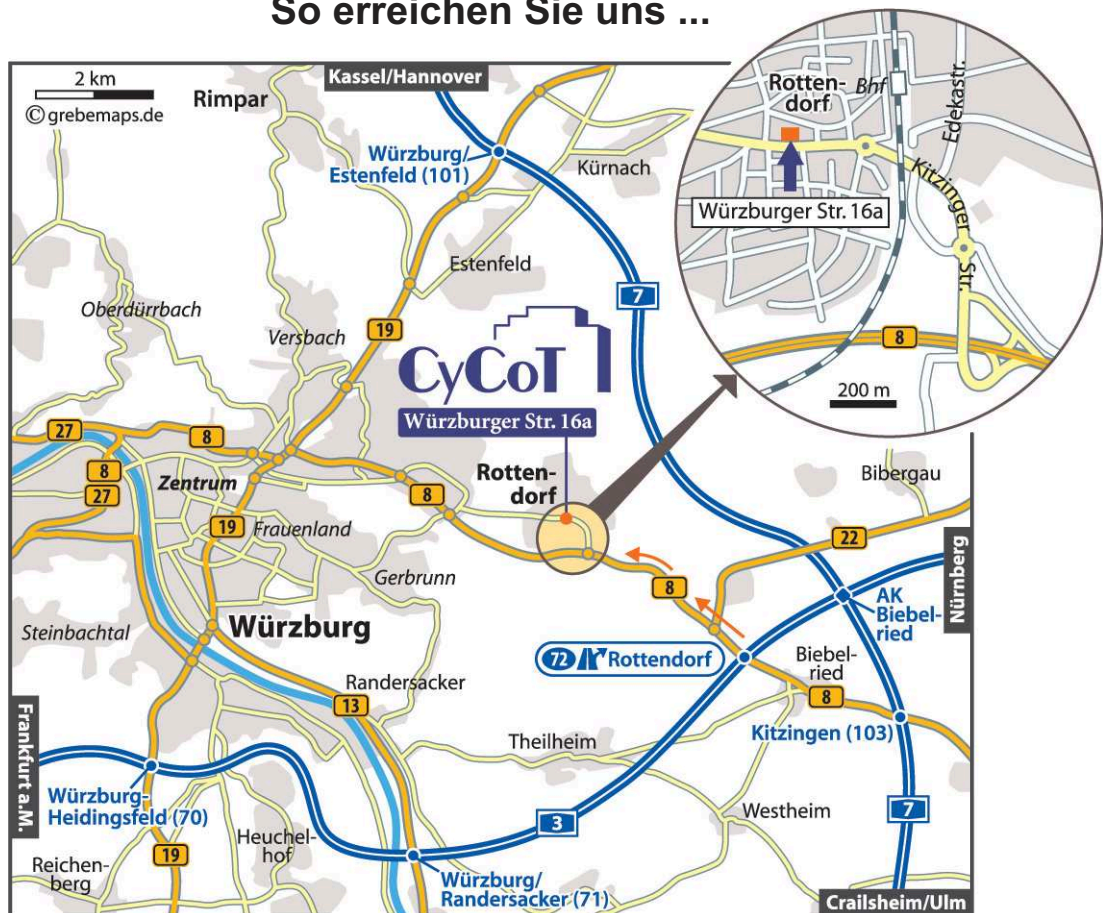 So erreichen Sie uns ...
2 km
© grebemaps.de
Kassel/Hannover
Rimpar
Würzburg/
Estenfeld (101)
Kürnach
Estenfeld
7
Oberdürrbach
Versbach
19
CyCoT
Würzburger Str. 16a
Rotten-
dorf
Bhf
Edekastr.
Kitzinger
Str.
Würzburger Str. 16a
8
200 m
27
8
8
27
Zentrum
19
Frauenland
8
Rotten-
dorf
Bibergau
22
Nürnberg
Gerbrunn
8
AK
Biebel-
ried
Steinbachtal
Würzburg
72 Rottendorf
Biebel-
ried
8
Randersacker
13
Frankfurt a.M.
Theilheim
Kitzingen (103)
Würzburg-
Heidingsfeld (70)
3
Westheim
7
19
Heuchel-
hof
Reichen-
berg
Würzburg/
Randersacker (71)
Crailsheim/Ulm